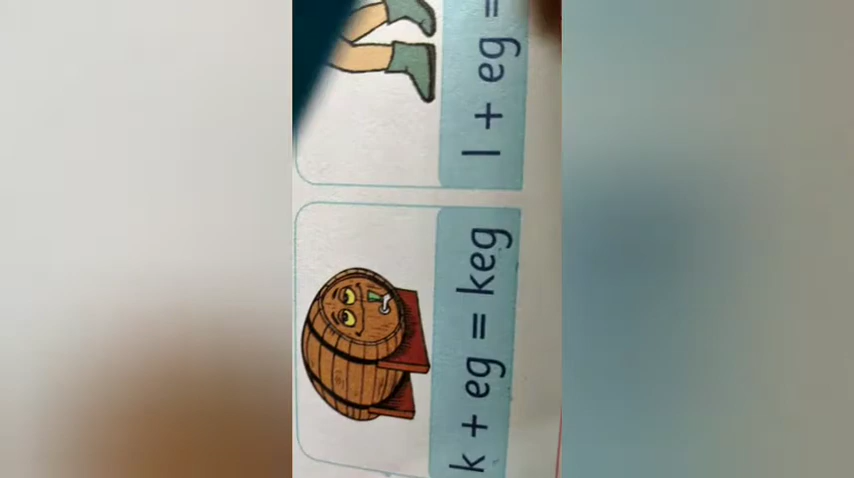 k + eg = keg
l + eg =